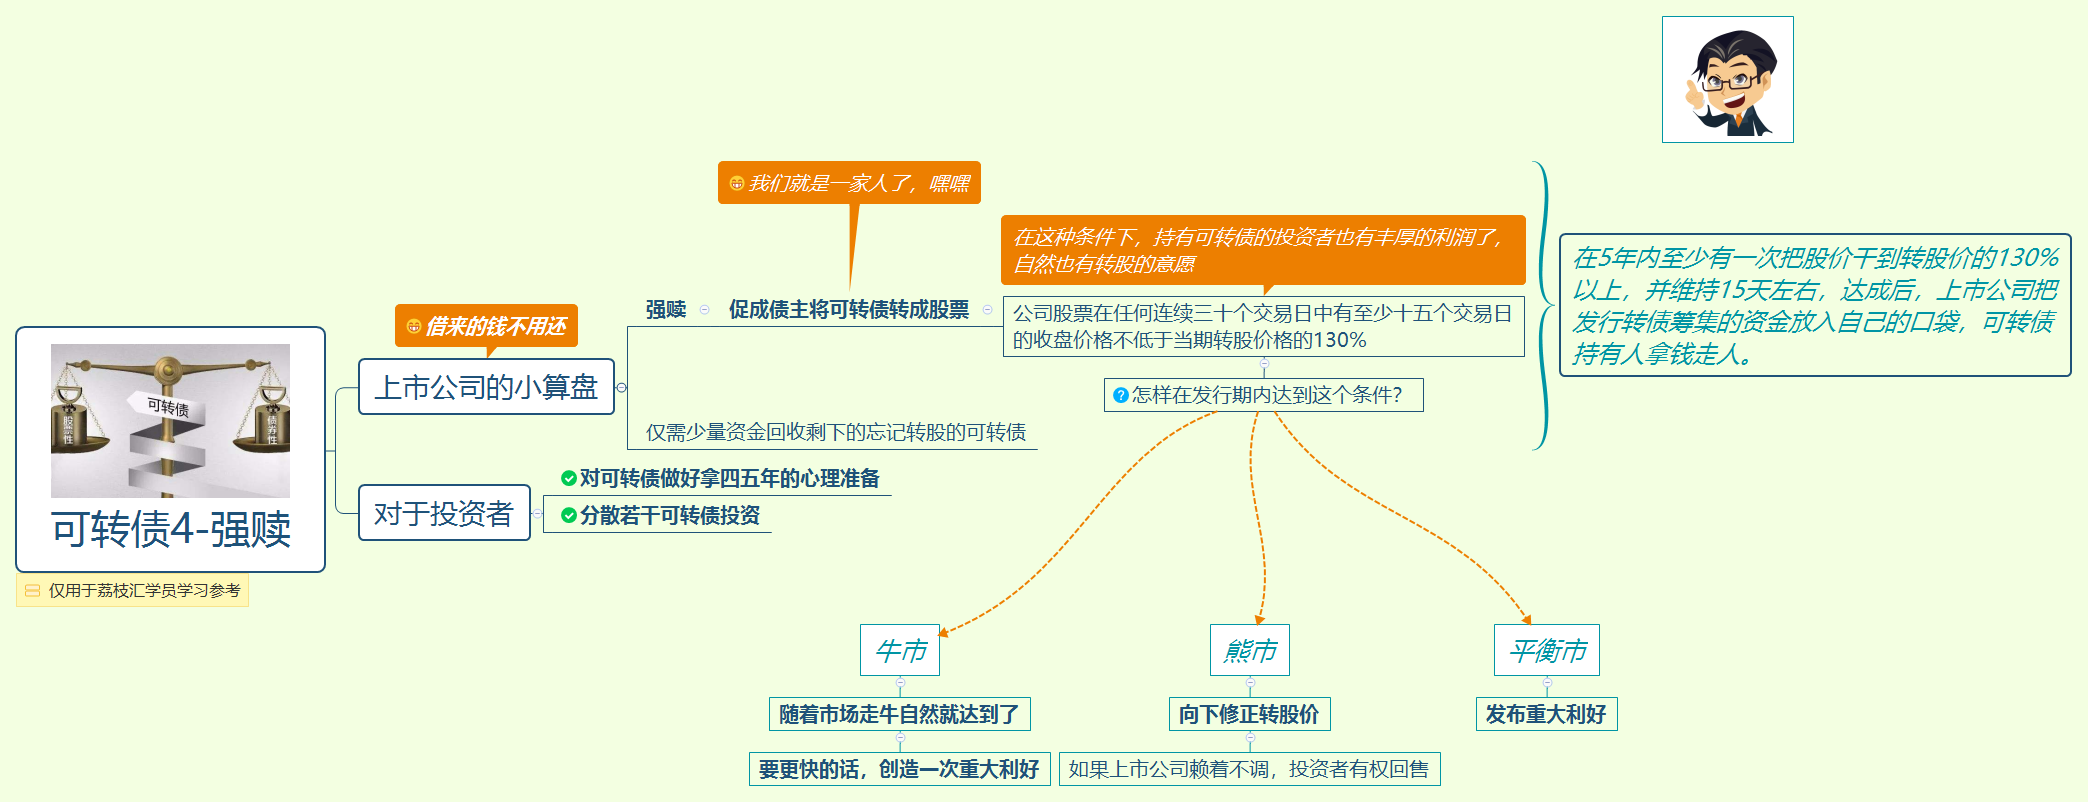 我们就是一家人了，嘿嘿
在这种条件下，持有可转债的投资者也有丰厚的利润了，
自然也有转股的意愿
在5年内至少有一次把股价干到转股价的130%
以上，并维持15天左右，达成后，上市公司把
发行转债筹集的资金放入自己的口袋，可转债
持有人拿钱走人。
强赎
促成债主将可转债转成股票
公司股票在任何连续三十个交易日中有至少十五个交易日
的收盘价格不低于当期转股价格的130%
借来的钱不用还
上市公司的小算盘
怎样在发行期内达到这个条件？
仅需少量资金回收剩下的忘记转股的可转债
可转债
股票性
债券性
可转债4-强赎
对于投资者
对可转债做好拿四五年的心理准备
分散若干可转债投资
仅用于荔枝汇学员学习参考
牛市
熊市
平衡市
随着市场走牛自然就达到了
向下修正转股价
发布重大利好
要更快的话，创造一次重大利好
如果上市公司赖着不调，投资者有权回售